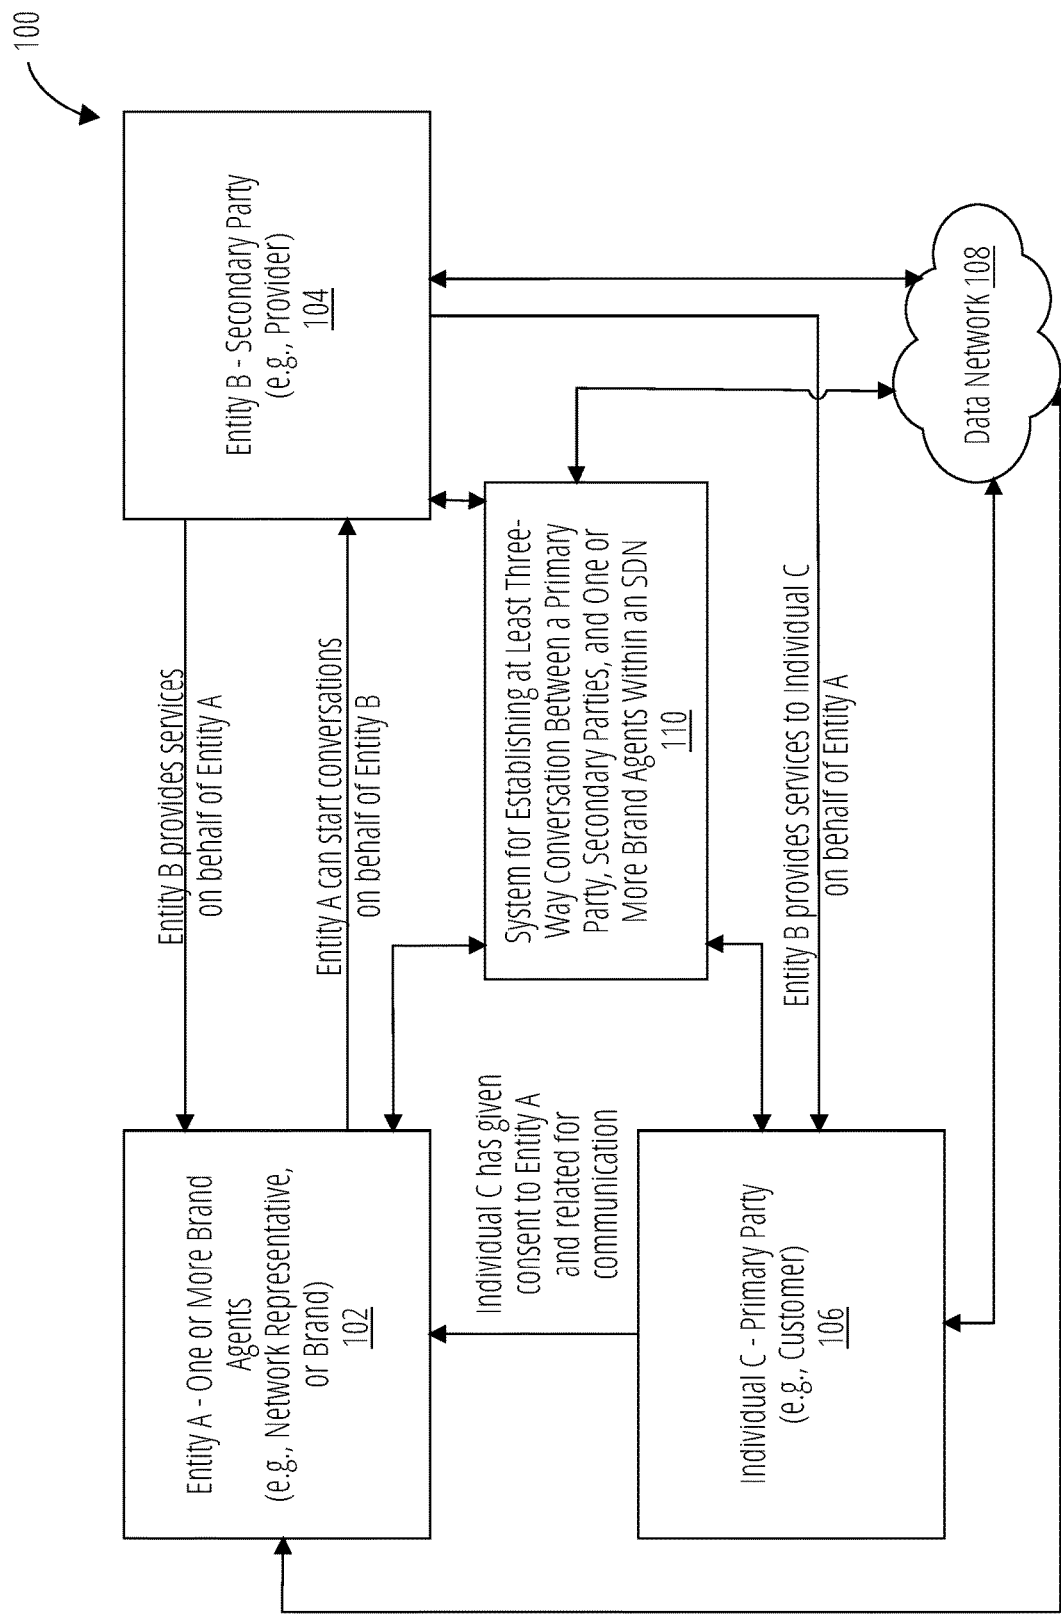 100
Entity A - One or More Brand
Agents
(e.g., Network Representative,
or Brand)
102
Entity B provides services
on behalf of Entity A
Entity A can start conversations
on behalf of Entity B
Entity B - Secondary Party
(e.g., Provider)
104
Individual C has given
consent to Entity A
and related for
communication
System for Establishing at Least Three-
Way Conversation Between a Primary
Party, Secondary Parties, and One or
More Brand Agents Within an SDN
110
Individual C - Primary Party
(e.g., Customer)
106
Entity B provides services to Individual C
on behalf of Entity A
Data Network 108